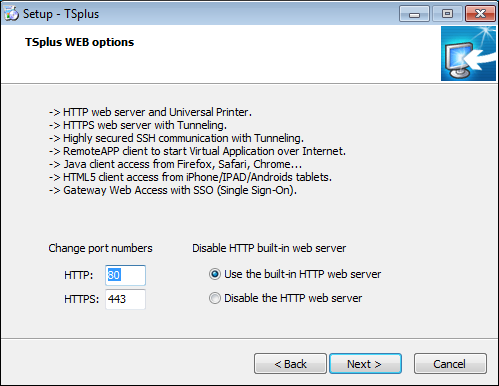 Setup - TSplus
TSplus WEB options
-> HTTP web server and Universal Printer.
-> HTTPS web server with Tunneling.
-> Highly secured SSH communication with Tunneling.
-> RemoteAPP client to start Virtual Application over Internet.
-> Java client access from Firefox, Safari, Chrome...
-> HTML5 client access from iPhone/IPAD/Androids tablets.
-> Gateway Web Access with SSO (Single Sign-On).
Change port numbers
Disable HTTP built-in web server
HTTP: 80
Use the built-in HTTP web server
HTTPS: 443
Disable the HTTP web server
< Back
Next >
Cancel